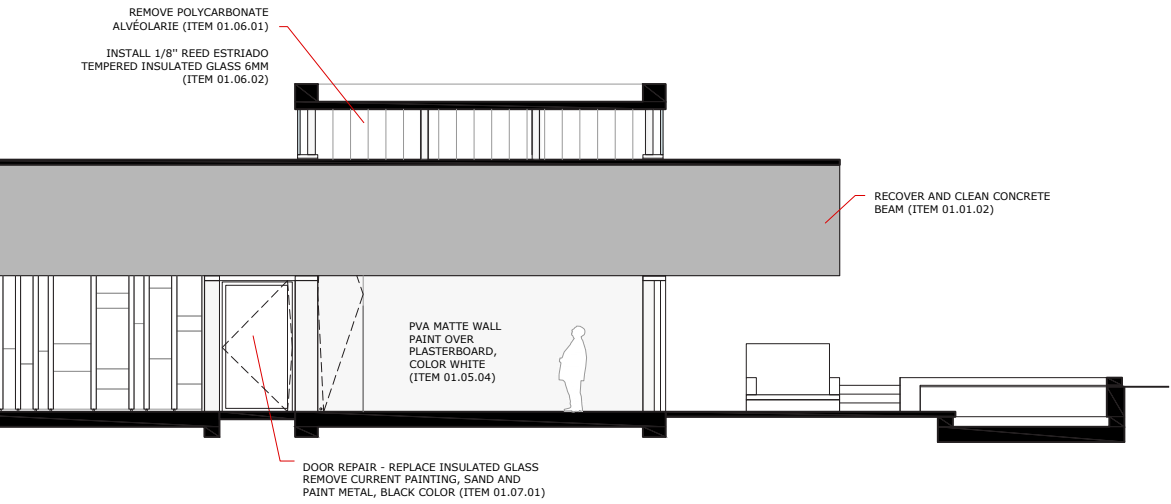 REMOVE POLYCARBONATE
ALVÉOLARIE (ITEM 01.06.01)
INSTALL 1/8" REED ESTRIADO
TEMPERED INSULATED GLASS 6MM
(ITEM 01.06.02)
RECOVER AND CLEAN CONCRETE
BEAM (ITEM 01.01.02)
PVA MATTE WALL
PAINT OVER
PLASTERBOARD,
COLOR WHITE
(ITEM 01.05.04)
DOOR REPAIR - REPLACE INSULATED GLASS
REMOVE CURRENT PAINTING, SAND AND
PAINT METAL, BLACK COLOR (ITEM 01.07.01)